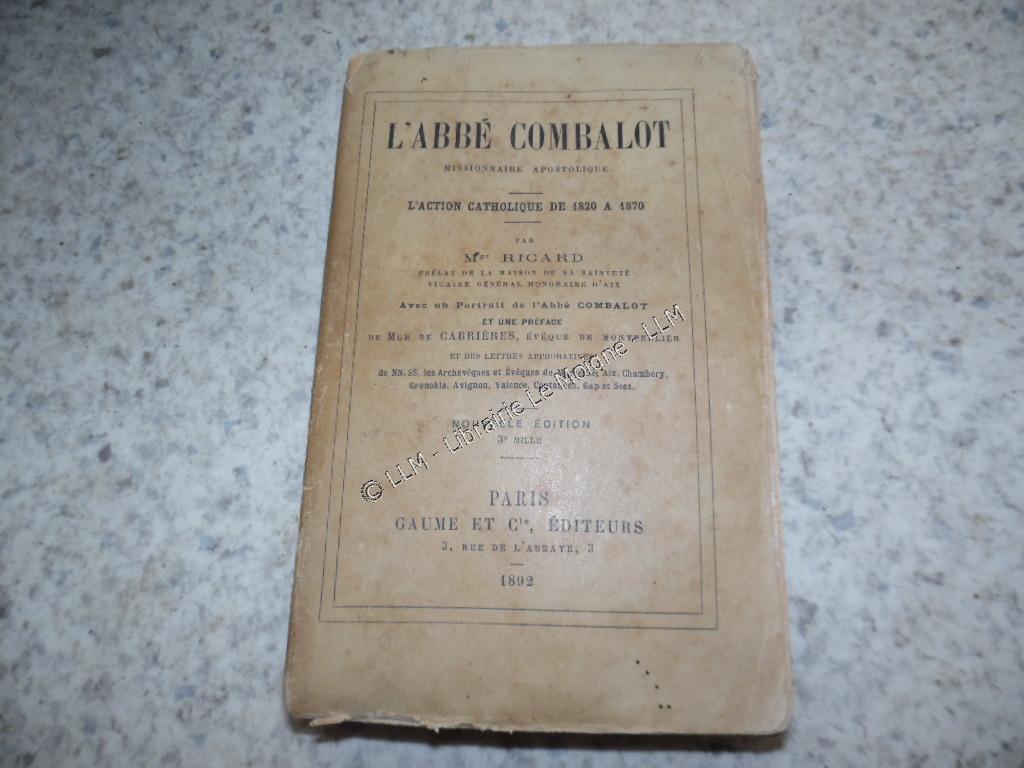 L'ABBÉ COMBALOT
MISSIONNAIRE APOSTOLIQUE
L'ACTION CATHOLIQUE DE 1820 A 1870
PAR
Mgr RICARD
PRÉLAT DE LA MAISON DE SA SAINTETÉ
VICAIRE GÉNÉRAL HONORAIRE D'AIX
Avec un Portrait de l'Abbé COMBALOT
ET UNE PRÉFACE
DE MGR DE CABRIÈRES, ÉVÊQUE DE MONTPELLIER
ET DES LETTRES APPROBATIVES
de NN. SS. les Archevêques et Évêques de Aix, Chambéry,
Grenoble, Avignon, Valence, Coutances, Gap et Séez.
NOUVELLE ÉDITION
3e MILLE
PARIS
GAUME ET Cie, ÉDITEURS
3, RUE DE L'ABBAYE, 3
1892
© LLM - Librairie Le Moigne - LLM